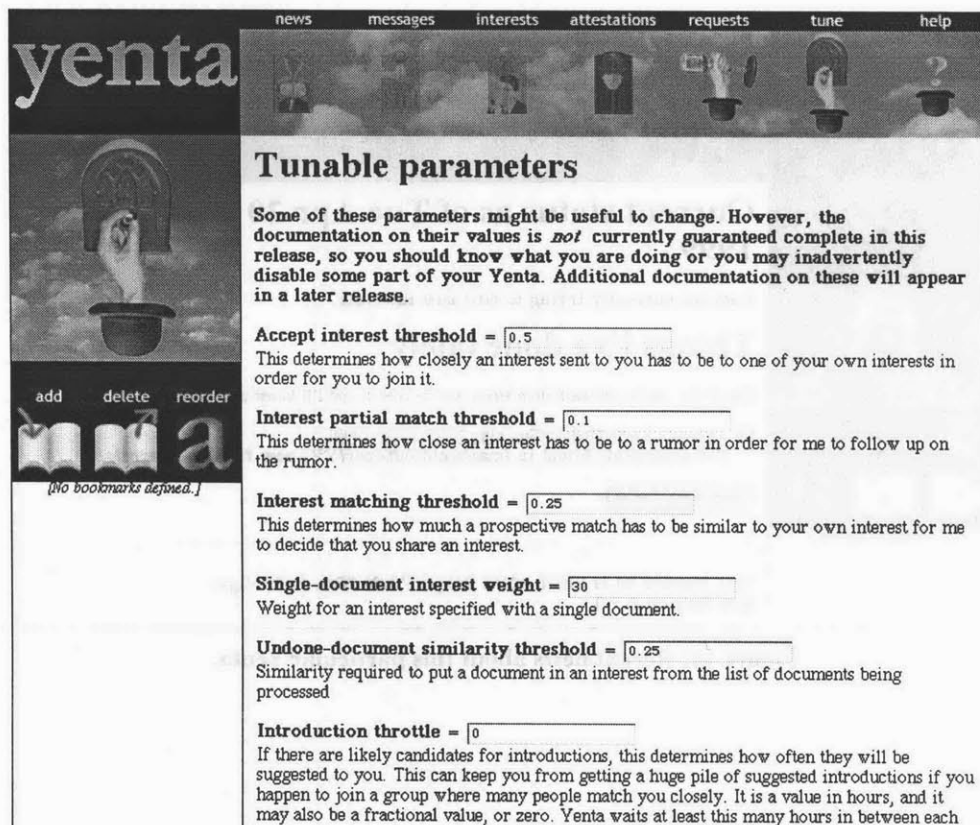 news messages interests attestations requests tune help
yenta
?
Tunable parameters
Some of these parameters might be useful to change. However, the
documentation on their values is not currently guaranteed complete in this
release, so you should know what you are doing or you may inadvertently
disable some part of your Yenta. Additional documentation on these will appear
in a later release.
Accept interest threshold = 0.5
This determines how closely an interest sent to you has to be to one of your own interests in
order for you to join it.
add delete reorder
a
[No bookmarks defined.]
Interest partial match threshold = 0.1
This determines how close an interest has to be to a rumor in order for me to follow up on
the rumor.
Interest matching threshold = 0.25
This determines how much a prospective match has to be similar to your own interest for me
to decide that you share an interest.
Single-document interest weight = 30
Weight for an interest specified with a single document.
Undone-document similarity threshold = 0.25
Similarity required to put a document in an interest from the list of documents being
processed
Introduction throttle = 0
If there are likely candidates for introductions, this determines how often they will be
suggested to you. This can keep you from getting a huge pile of suggested introductions if you
happen to join a group where many people match you closely. It is a value in hours, and it
may also be a fractional value, or zero. Yenta waits at least this many hours in between each